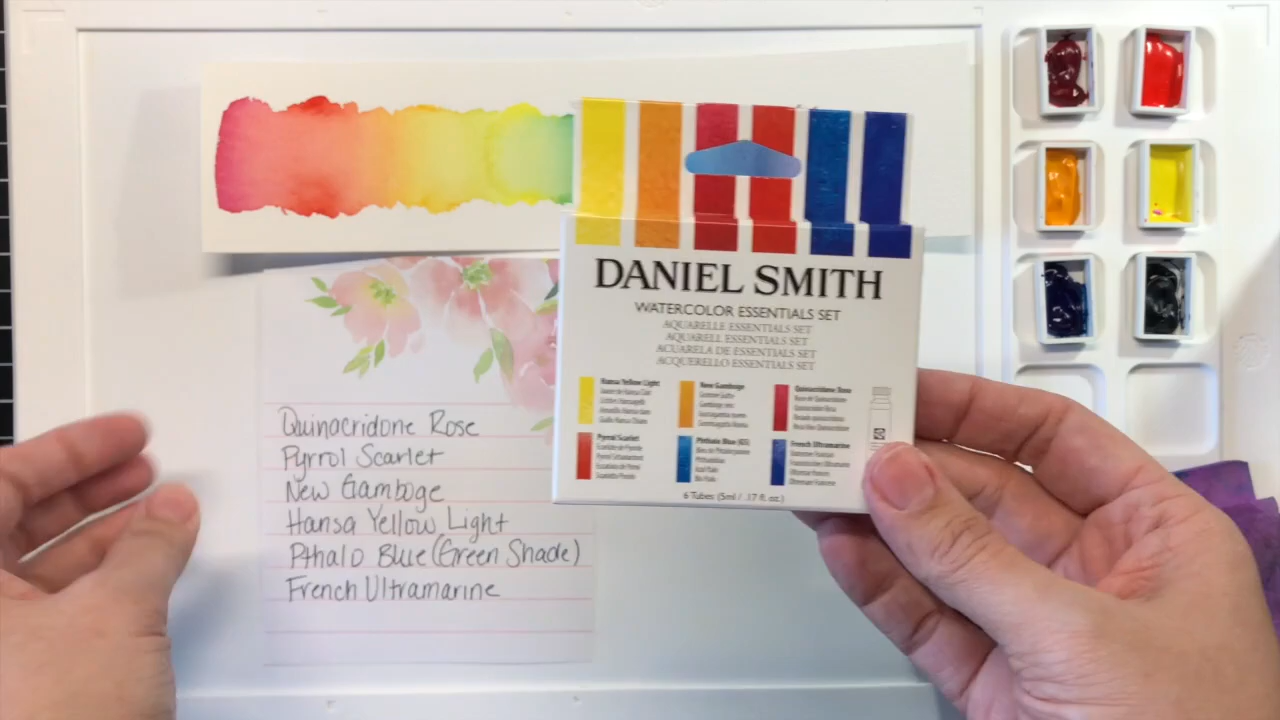 DANIEL SMITH
WATERCOLOR ESSENTIALS SET
AQUARELLE ESSENTIALS SET
AQUARELL ESSENTIALS SET
ACUARELA DE ESSENTIALS SET
ACQUERELLO ESSENTIALS SET
Hansa Yellow Light
New Gamboge
Quinacridone Rose
Pyrrol Scarlet
Phthalo Blue (GS)
French Ultramarine
6 Tubes (5ml / .17 fl. oz.)
Quinacridone Rose
Pyrrol Scarlet
New Gamboge
Hansa Yellow Light
Pthalo Blue (Green Shade)
French Ultramarine